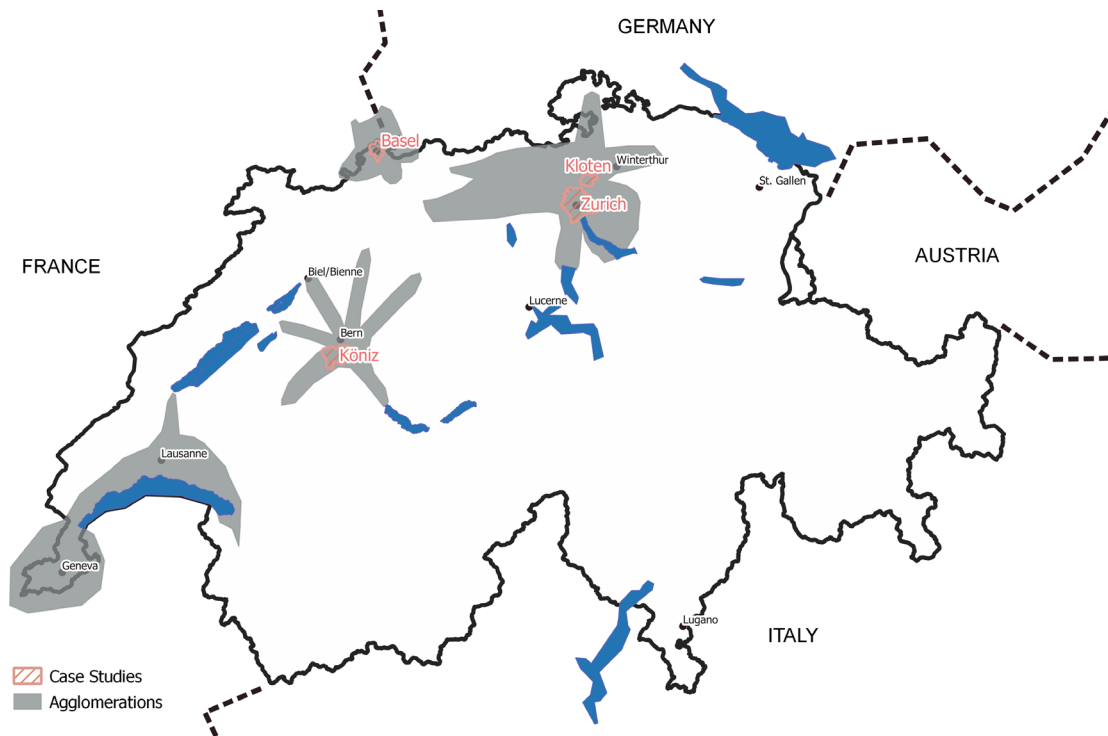 GERMANY
Basel
Kloten
Winterthur
St. Gallen
Zurich
FRANCE
AUSTRIA
Biel/Bienne
Lucerne
Bern
Köniz
Lausanne
Geneva
Lugano
ITALY
Case Studies
Agglomerations